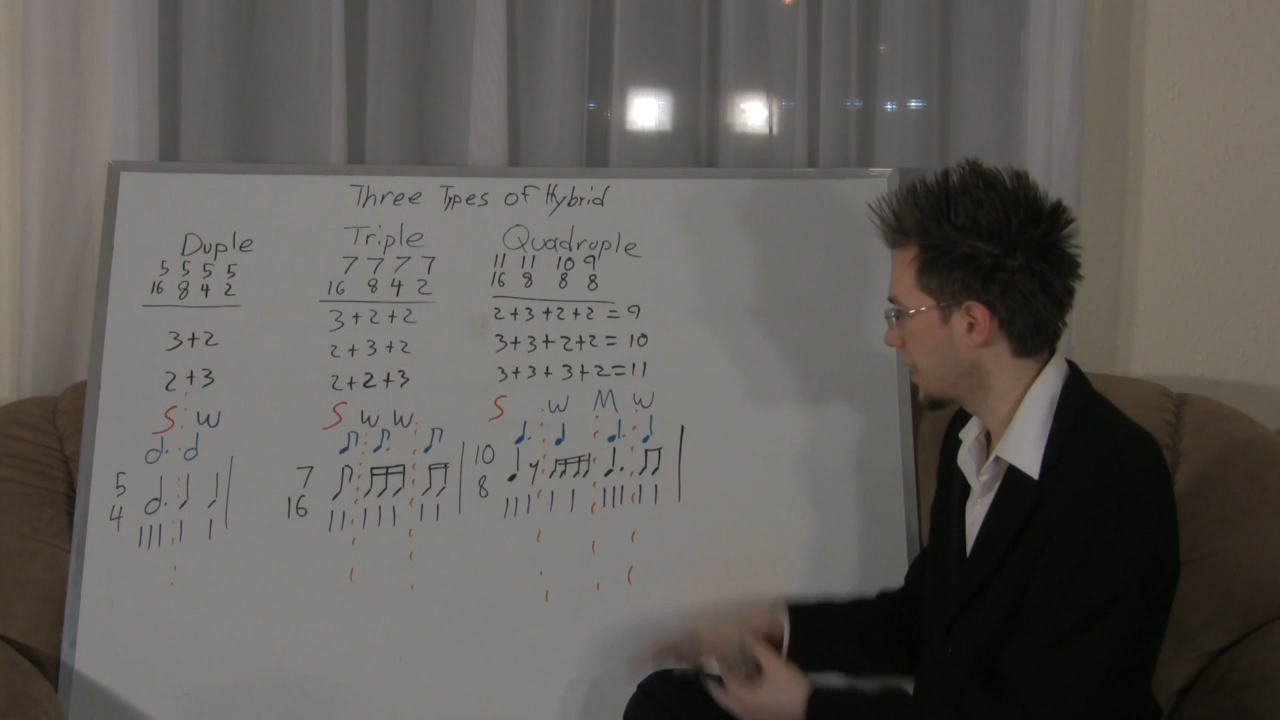 Three Types of Hybrid
Duple
5 5 5 5
16 8 4 2
3+2
2+3
S W
5
4
Triple
7 7 7 7
16 8 4 2
3+2+2
2+3+2
2+2+3
S W W
7
16
Quadruple
11 11 10 9
16 8 8 8
2+3+2+2=9
3+3+2+2=10
3+3+3+2=11
S W M W
10
8